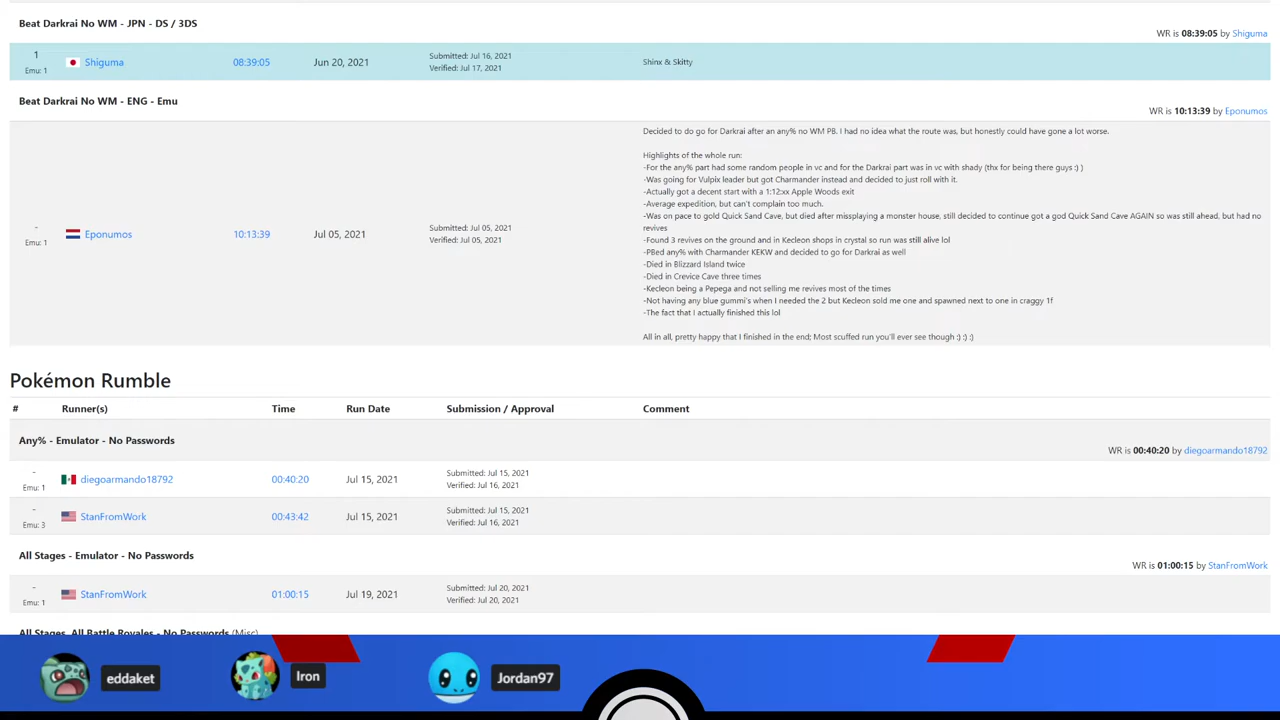 Beat Darkrai No WM - JPN - DS / 3DS
WR is 08:39:05 by Shiguma
1
Emu: 1
Shiguma
08:39:05
Jun 20, 2021
Submitted: Jul 16, 2021
Verified: Jul 17, 2021
Shinx & Skitty
Beat Darkrai No WM - ENG - Emu
WR is 10:13:39 by Eponumos
-
Emu: 1
Eponumos
10:13:39
Jul 05, 2021
Submitted: Jul 05, 2021
Verified: Jul 05, 2021
Decided to do go for Darkrai after an any% no WM PB. I had no idea what the route was, but honestly could have gone a lot worse.
Highlights of the whole run:
-For the any% part had some random people in vc and for the Darkrai part was in vc with shady (thx for being there guys :) )
-Was going for Vulpix leader but got Charmander instead and decided to just roll with it.
-Actually got a decent start with a 1:12:xx Apple Woods exit
-Average expedition, but can't complain too much.
-Was on pace to gold Quick Sand Cave, but died after missplaying a monster house, still decided to continue got a god Quick Sand Cave AGAIN so was still ahead, but had no
revives
-Found 3 revives on the ground and in Kecleon shops in crystal so run was still alive lol
-PBed any% with Charmander KEKW and decided to go for Darkrai as well
-Died in Blizzard Island twice
-Died in Crevice Cave three times
-Kecleon being a Pepega and not selling me revives most of the times
-Not having any blue gummi's when I needed the 2 but Kecleon sold me one and spawned next to one in craggy 1f
-The fact that I actually finished this lol
All in all, pretty happy that I finished in the end; Most scuffed run you'll ever see though :) :) :)
Pokémon Rumble
# Runner(s) Time Run Date Submission / Approval Comment
Any% - Emulator - No Passwords
WR is 00:40:20 by diegoarmando18792
-
Emu: 1
diegoarmando18792
00:40:20
Jul 15, 2021
Submitted: Jul 15, 2021
Verified: Jul 16, 2021
-
Emu: 3
StanFromWork
00:43:42
Jul 15, 2021
Submitted: Jul 15, 2021
Verified: Jul 16, 2021
All Stages - Emulator - No Passwords
WR is 01:00:15 by StanFromWork
-
Emu: 1
StanFromWork
01:00:15
Jul 19, 2021
Submitted: Jul 20, 2021
Verified: Jul 20, 2021
All Stages, All Battle Royales - No Passwords (Misc)
eddaket
Iron
Jordan97